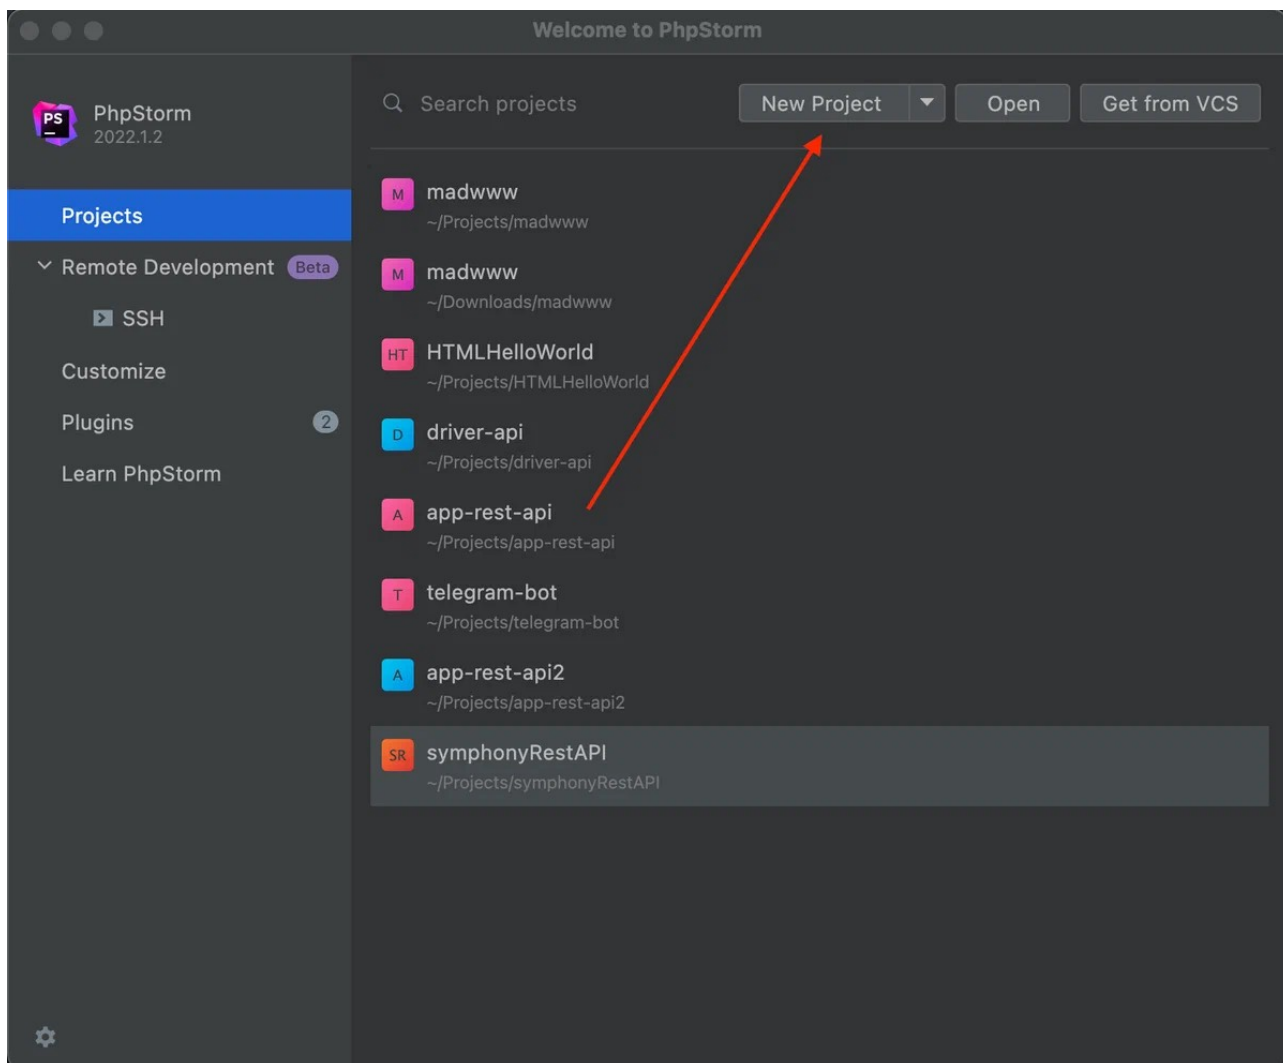 Welcome to PhpStorm
PS
PhpStorm
2022.1.2
Projects
Remote Development Beta
SSH
Customize
Plugins 2
Learn PhpStorm
Search projects New Project Open Get from VCS
M madwww
~/Projects/madwww
M madwww
~/Downloads/madwww
HT HTMLHelloWorld
~/Projects/HTMLHelloWorld
D driver-api
~/Projects/driver-api
A app-rest-api
~/Projects/app-rest-api
T telegram-bot
~/Projects/telegram-bot
A app-rest-api2
~/Projects/app-rest-api2
SR symphonyRestAPI
~/Projects/symphonyRestAPI